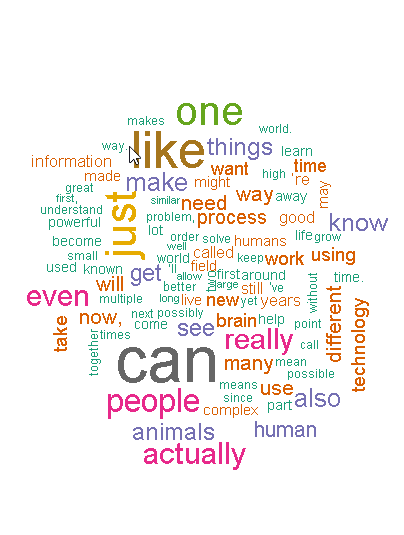 one
makes
world.
way.
like
things
learn
information
want
time
high
're
made
make
might
great
first,
way
away
may
similar
need
understand
just
problem,
process
good
know
powerful
lot
order
solve
humans
life
grow
become
well
small
world
called
keep
work
using
used
known
get
'll
field
allow
first
around
time.
will
better
two
large
still
've
without
even
multiple
long
live
new
yet
years
different
technology
take
now,
next
possibly
brain
help
point
times
come
see
together
really
call
can
many
mean
possible
means
use
people
since
part
also
complex
animals
human
actually